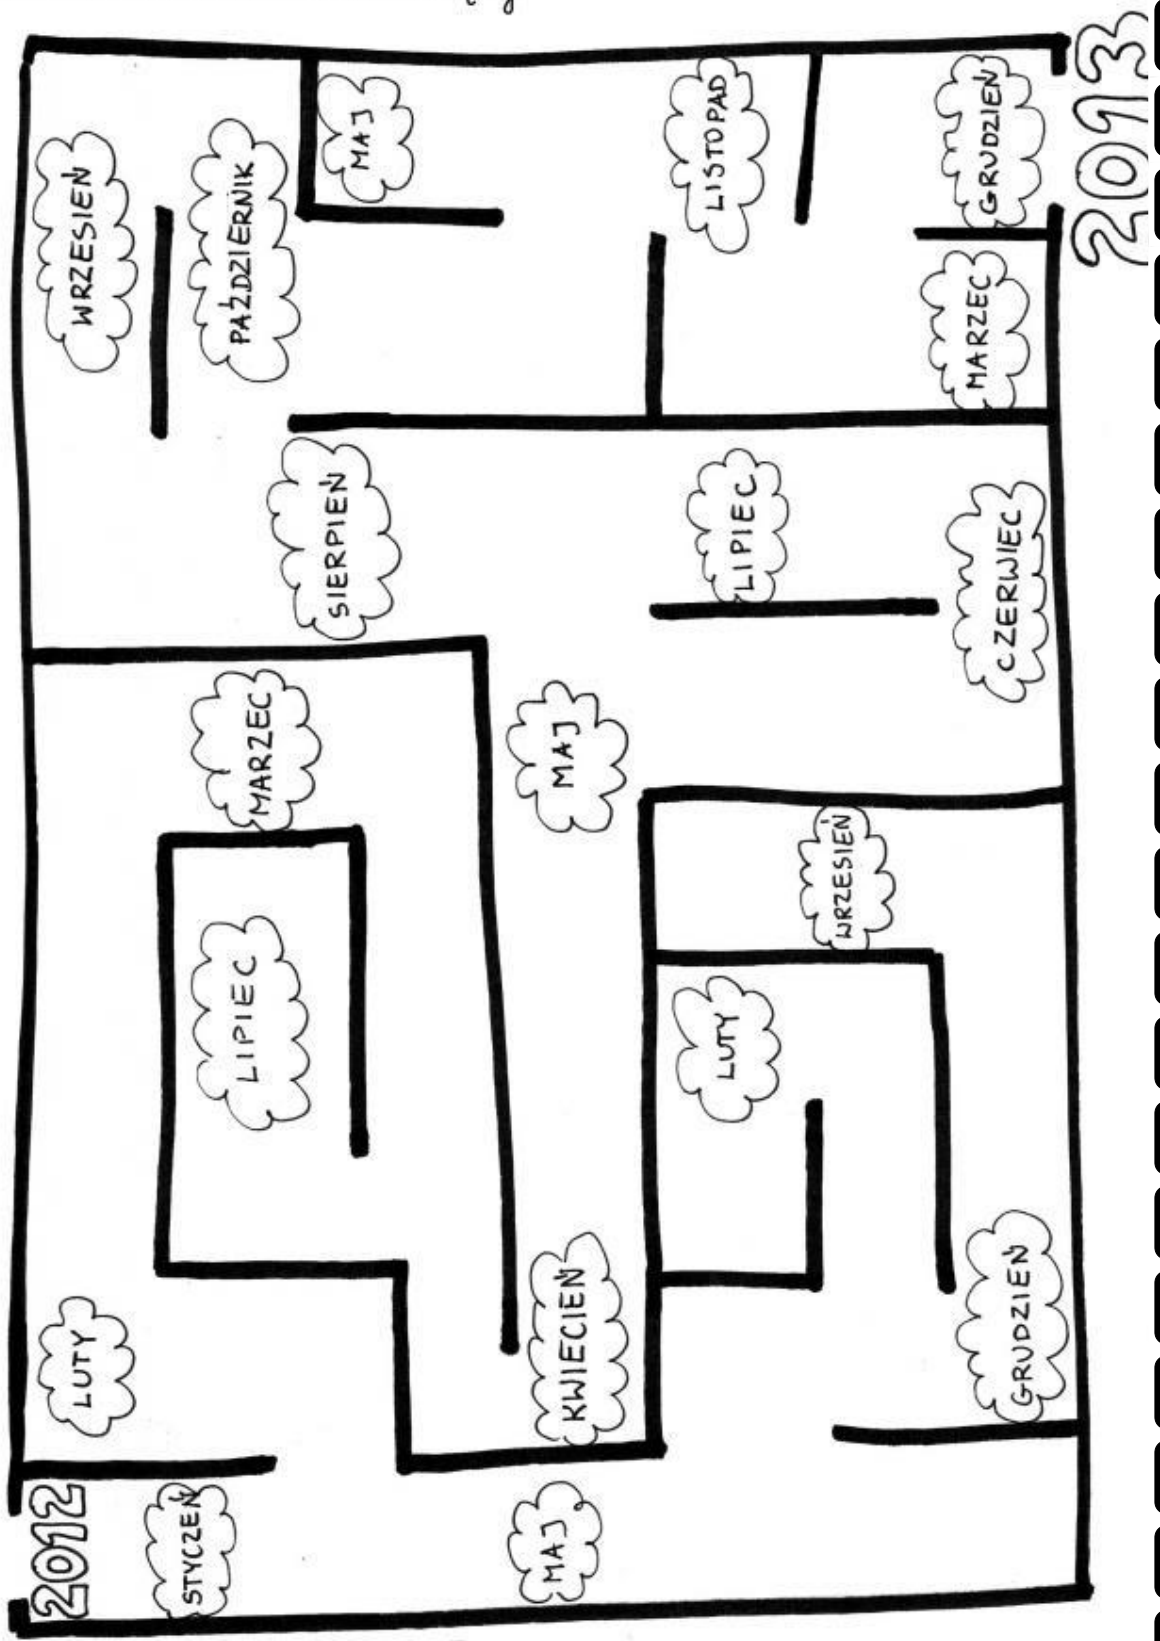 2012
LUTY
WRZESIEŃ
STYCZEŃ
LIPIEC
MARZEC
PAŹDZIERNIK
SIERPIEŃ
MAJ
MAJ
KWIECIEŃ
MAJ
LUTY
LIPIEC
LISTOPAD
WRZESIEŃ
GRUDZIEŃ
CZERWIEC
MARZEC
GRUDZIEŃ
2013